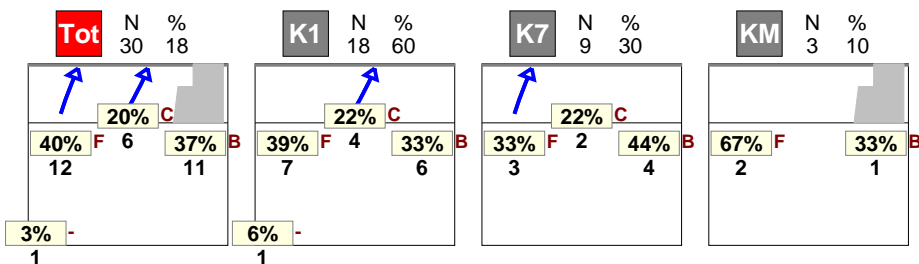 Tot N % 30 18
K1 N % 18 60
K7 N % 9 30
KM N % 3 10
20% C 6
40% F 12
37% B 11
3% - 1
22% C 4
39% F 7
33% B 6
6% - 1
22% C 2
33% F 3
44% B 4
67% F 2
33% B 1